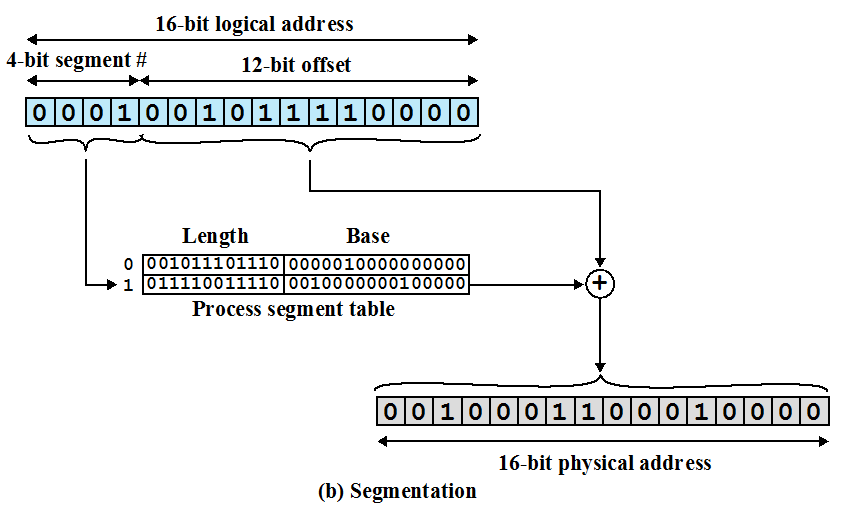 16-bit logical address
4-bit segment # 12-bit offset
0 0 0 1 0 0 1 0 1 1 1 1 0 0 0 0
Length Base
0 001011101110 0000010000000000
1 011110011110 0010000000100000
+
Process segment table
0 0 1 0 0 0 1 1 0 0 0 1 0 0 0 0
16-bit physical address
(b) Segmentation